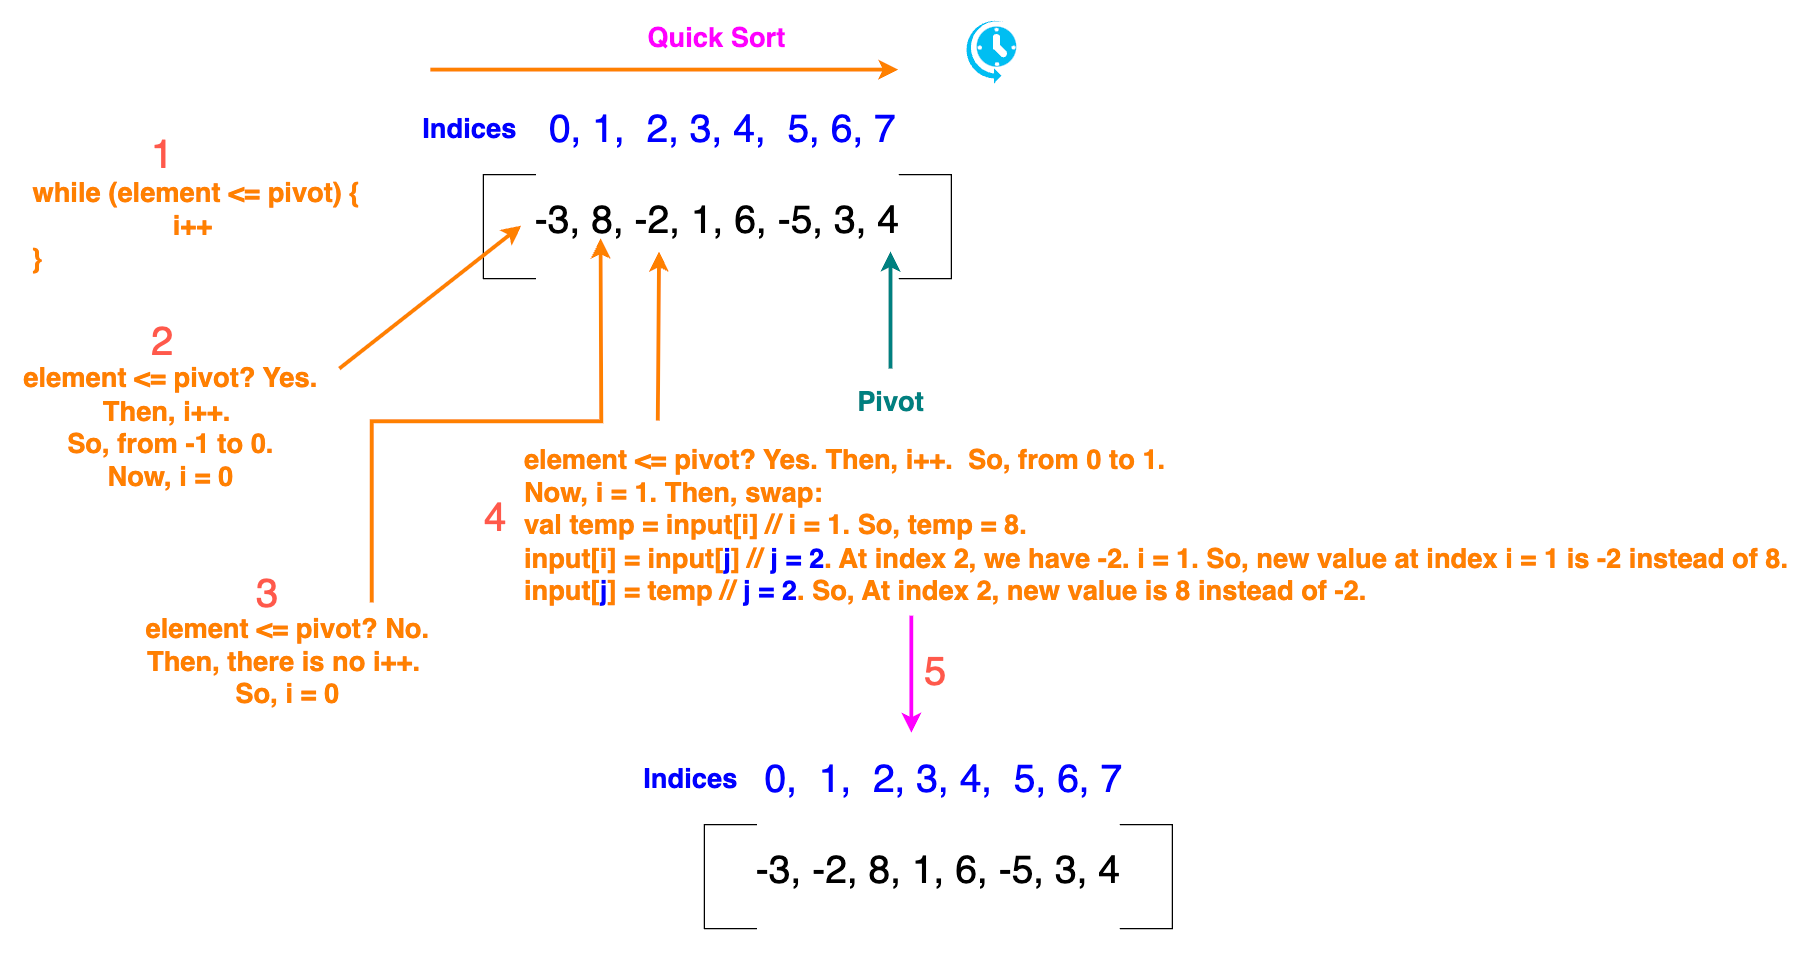 Quick Sort
Indices 0, 1, 2, 3, 4, 5, 6, 7
1
while (element <= pivot) {
i++
}
-3, 8, -2, 1, 6, -5, 3, 4
2
element <= pivot? Yes.
Then, i++.
So, from -1 to 0.
Now, i = 0
Pivot
3
element <= pivot? No.
Then, there is no i++.
So, i = 0
4
element <= pivot? Yes. Then, i++. So, from 0 to 1.
Now, i = 1. Then, swap:
val temp = input[i] // i = 1. So, temp = 8.
input[i] = input[j] // j = 2. At index 2, we have -2. i = 1. So, new value at index i = 1 is -2 instead of 8.
input[j] = temp // j = 2. So, At index 2, new value is 8 instead of -2.
5
Indices 0, 1, 2, 3, 4, 5, 6, 7
-3, -2, 8, 1, 6, -5, 3, 4